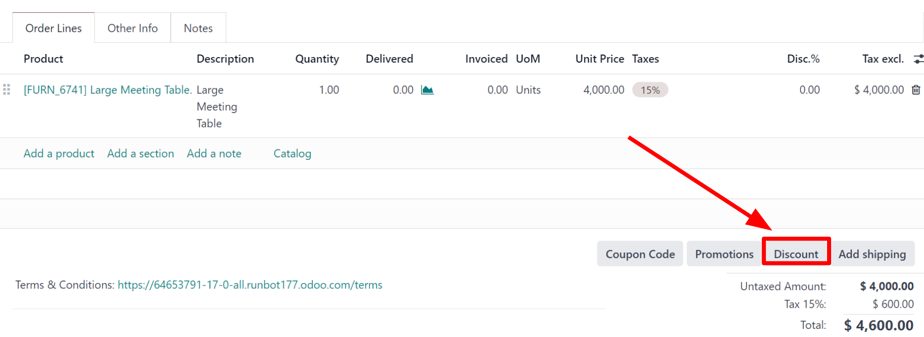 Order Lines Other Info Notes
Product Description Quantity Delivered Invoiced UoM Unit Price Taxes Disc.% Tax excl.
[FURN_6741] Large Meeting Table. Large 1.00 0.00 0.00 Units 4,000.00 15% 0.00 $ 4,000.00
Meeting
Table
Add a product Add a section Add a note Catalog
Coupon Code Promotions Discount Add shipping
Terms & Conditions: https://64653791-17-0-all.runbot177.odoo.com/terms Untaxed Amount: $ 4,000.00
Tax 15%: $ 600.00
Total: $ 4,600.00